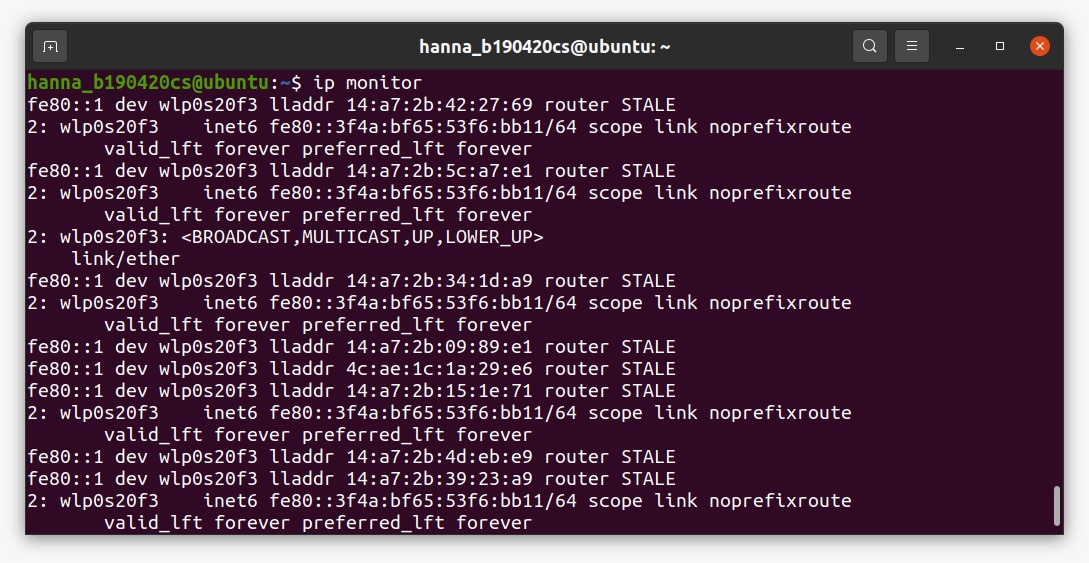 hanna_b190420cs@ubuntu: ~
hanna_b190420cs@ubuntu:~$ ip monitor
fe80::1 dev wlp0s20f3 lladdr 14:a7:2b:42:27:69 router STALE
2: wlp0s20f3    inet6 fe80::3f4a:bf65:53f6:bb11/64 scope link noprefixroute
       valid_lft forever preferred_lft forever
fe80::1 dev wlp0s20f3 lladdr 14:a7:2b:5c:a7:e1 router STALE
2: wlp0s20f3    inet6 fe80::3f4a:bf65:53f6:bb11/64 scope link noprefixroute
       valid_lft forever preferred_lft forever
2: wlp0s20f3: <BROADCAST,MULTICAST,UP,LOWER_UP>
    link/ether
fe80::1 dev wlp0s20f3 lladdr 14:a7:2b:34:1d:a9 router STALE
2: wlp0s20f3    inet6 fe80::3f4a:bf65:53f6:bb11/64 scope link noprefixroute
       valid_lft forever preferred_lft forever
fe80::1 dev wlp0s20f3 lladdr 14:a7:2b:09:89:e1 router STALE
fe80::1 dev wlp0s20f3 lladdr 4c:ae:1c:1a:29:e6 router STALE
fe80::1 dev wlp0s20f3 lladdr 14:a7:2b:15:1e:71 router STALE
2: wlp0s20f3    inet6 fe80::3f4a:bf65:53f6:bb11/64 scope link noprefixroute
       valid_lft forever preferred_lft forever
fe80::1 dev wlp0s20f3 lladdr 14:a7:2b:4d:eb:e9 router STALE
fe80::1 dev wlp0s20f3 lladdr 14:a7:2b:39:23:a9 router STALE
2: wlp0s20f3    inet6 fe80::3f4a:bf65:53f6:bb11/64 scope link noprefixroute
       valid_lft forever preferred_lft forever